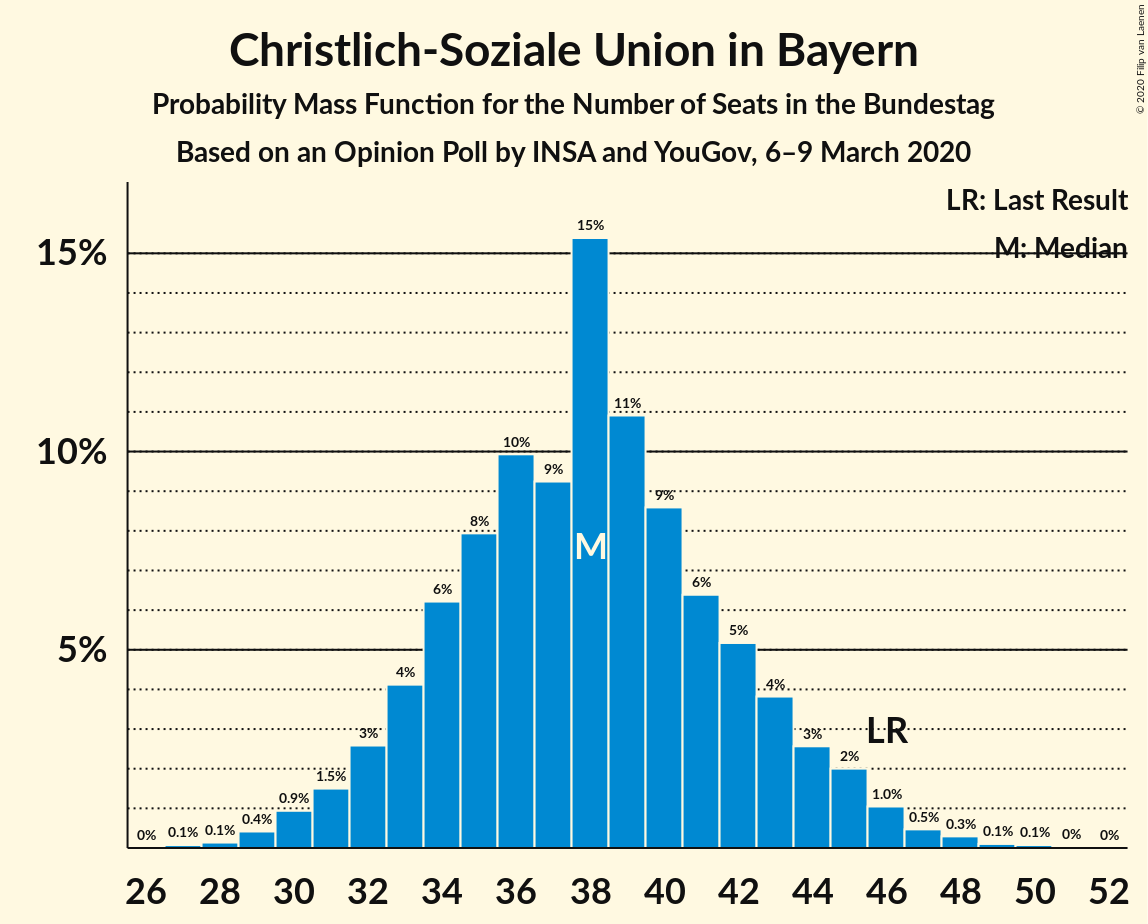 Christlich-Soziale Union in Bayern
Probability Mass Function for the Number of Seats in the Bundestag
Based on an Opinion Poll by INSA and YouGov, 6–9 March 2020
© 2020 Filip van Laenen
LR: Last Result
M: Median
15%
10%
5%
0% 0.1% 0.1% 0.4% 0.9% 1.5% 3% 4% 6% 8% 10% 9% 15% 11% 9% 6% 5% 4% 3% 2% 1.0% 0.5% 0.3% 0.1% 0.1% 0% 0%
M
LR
26 28 30 32 34 36 38 40 42 44 46 48 50 52